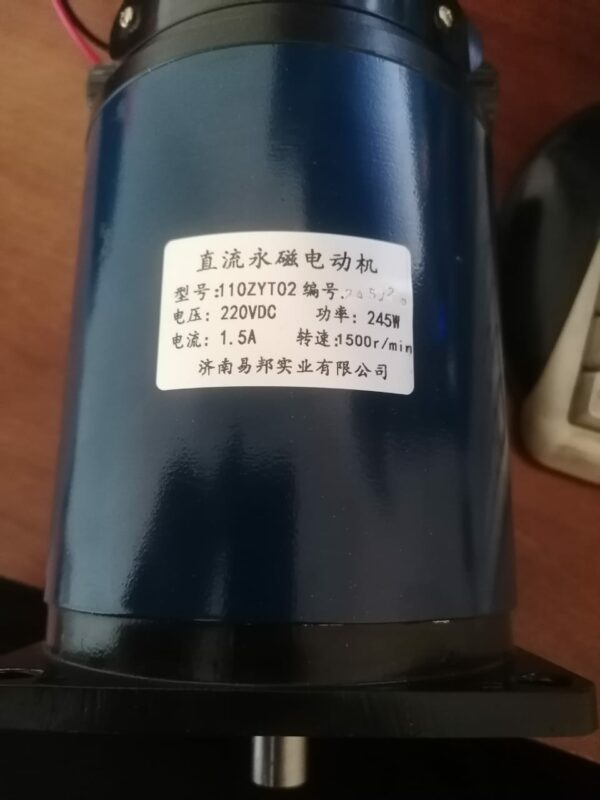 直流永磁电动机
型号:110ZYT02 编号.
电压: 220VDC 功率: 245W
电流: 1.5A 转速:1500r/min
济南易邦实业有限公司